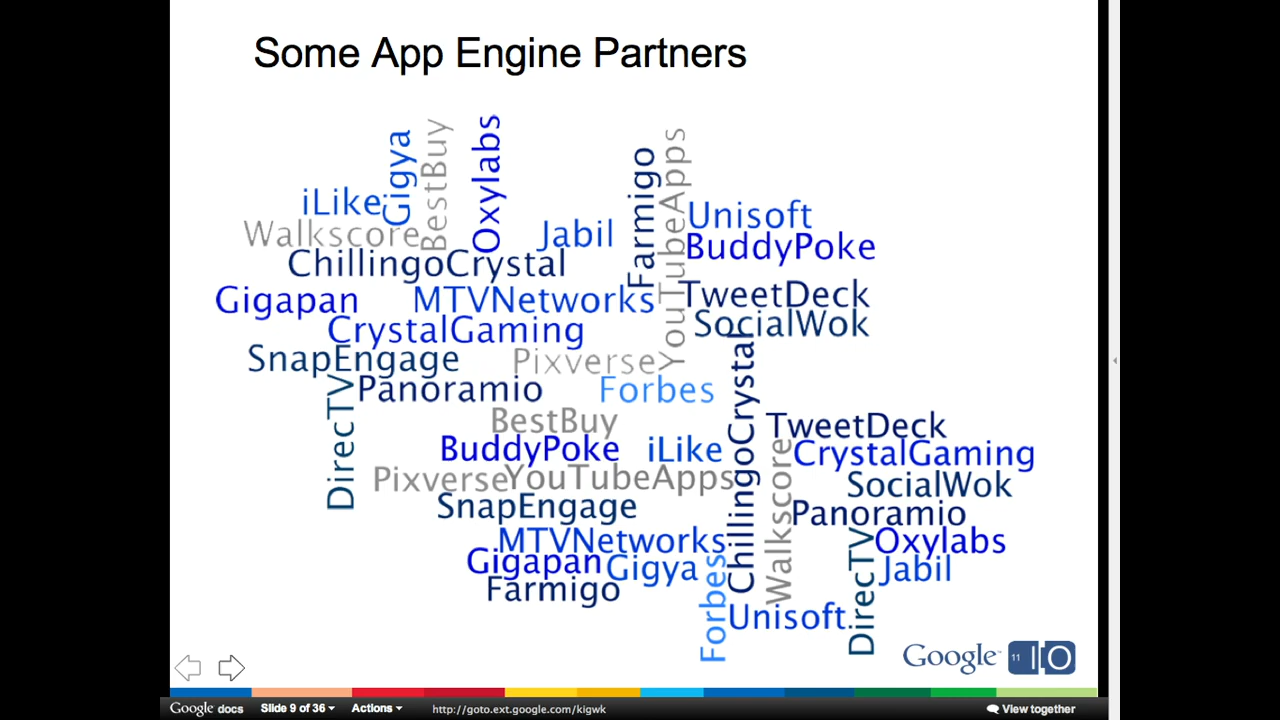 Some App Engine Partners
Gigya
BestBuy
Oxylabs
Farmigo
YouTubeApps
iLike
Unisoft
Walkscore
Jabil
BuddyPoke
ChillingoCrystal
Gigapan
MTVNetworks
TweetDeck
CrystalGaming
SocialWok
SnapEngage
Pixverse
DirecTV
Panoramio
Forbes
ChillingoCrystal
BestBuy
TweetDeck
BuddyPoke
iLike
Walkscore
CrystalGaming
Pixverse
YouTubeApps
SocialWok
SnapEngage
Panoramio
MTVNetworks
Oxylabs
Gigapan
Gigya
DirecTV
Jabil
Farmigo
Forbes
Unisoft.
Google™ 11 IO
Google docs Slide 9 of 36 Actions http://goto.ext.google.com/kigwk View together